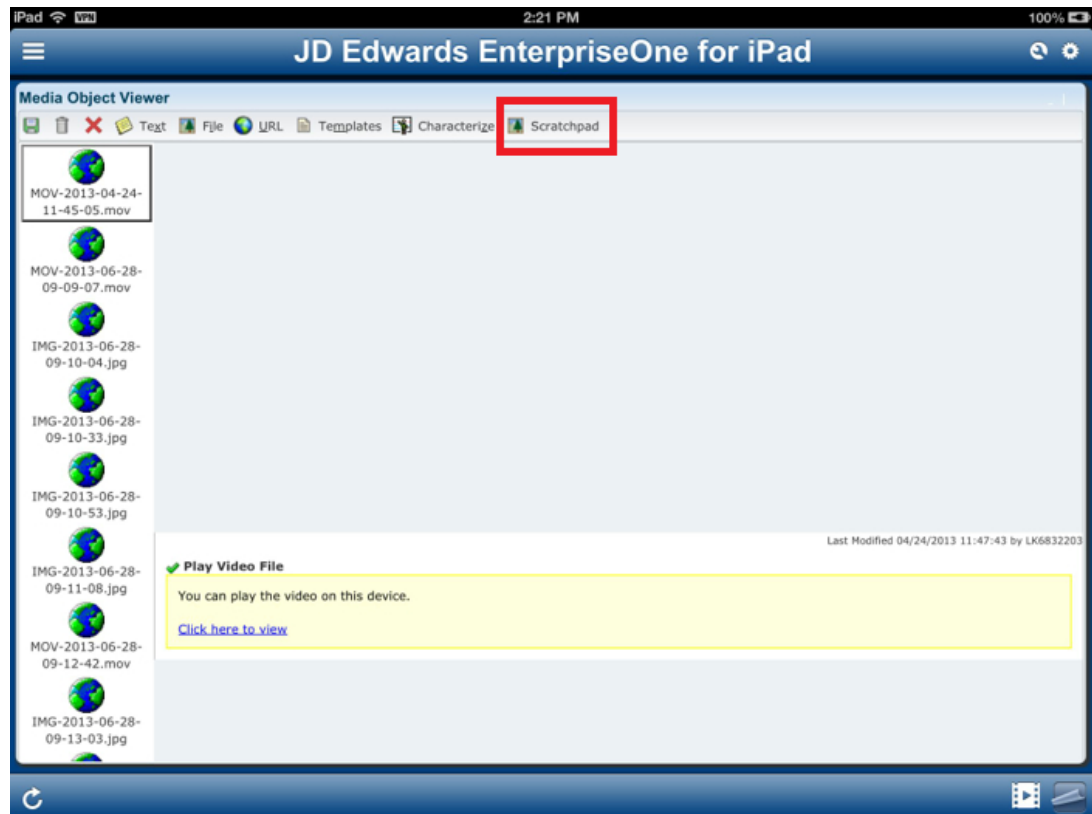 iPad VPN 2:21 PM 100%
JD Edwards EnterpriseOne for iPad
Media Object Viewer
Text File URL Templates Characterize Scratchpad
MOV-2013-04-24-
11-45-05.mov
MOV-2013-06-28-
09-09-07.mov
IMG-2013-06-28-
09-10-04.jpg
IMG-2013-06-28-
09-10-33.jpg
IMG-2013-06-28-
09-10-53.jpg
IMG-2013-06-28-
09-11-08.jpg
MOV-2013-06-28-
09-12-42.mov
IMG-2013-06-28-
09-13-03.jpg
Last Modified 04/24/2013 11:47:43 by LK6832203
Play Video File
You can play the video on this device.
Click here to view